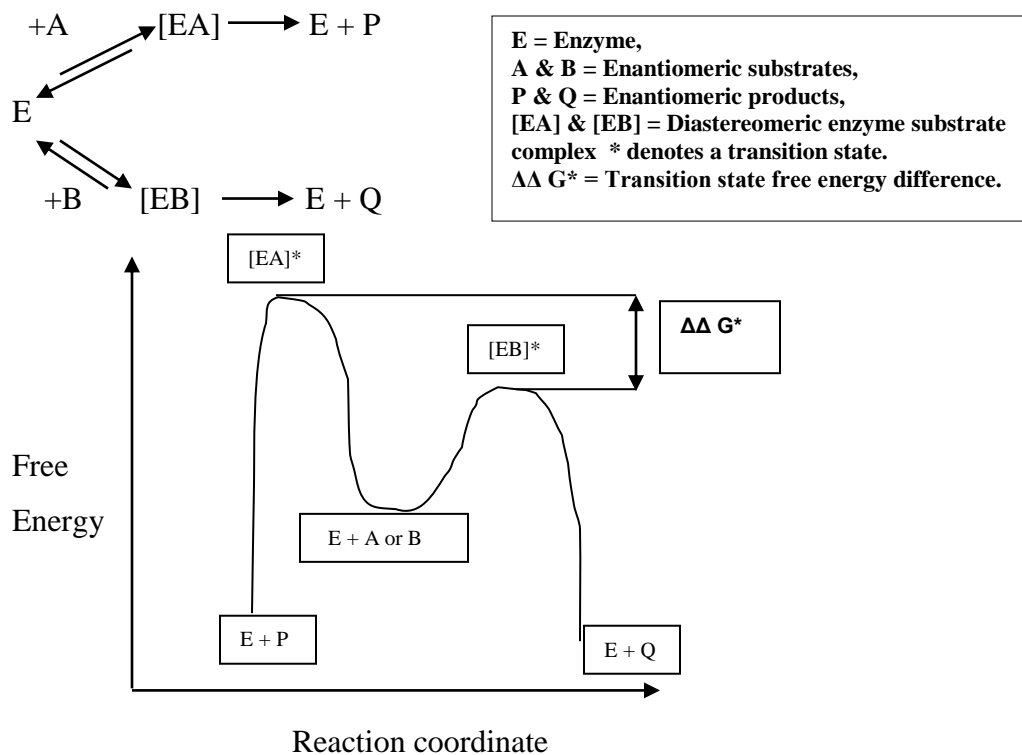 +A [EA] E + P
E
+B [EB] E + Q
E = Enzyme,
A & B = Enantiomeric substrates,
P & Q = Enantiomeric products,
[EA] & [EB] = Diastereomeric enzyme substrate
complex * denotes a transition state.
ΔΔ G* = Transition state free energy difference.
[EA]*
ΔΔ G*
[EB]*
Free
Energy
E + A or B
E + P
E + Q
Reaction coordinate